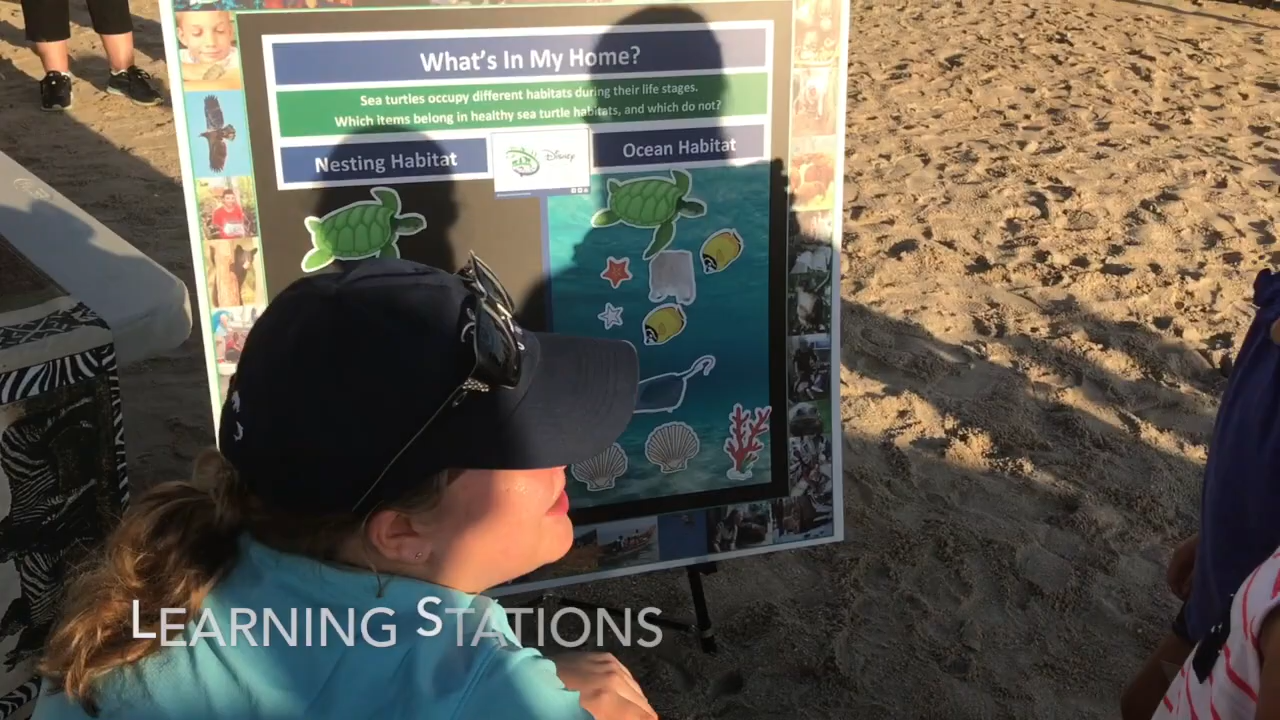 What's In My Home?
Sea turtles occupy different habitats during their life stages.
Which items belong in healthy sea turtle habitats, and which do not?
Nesting Habitat
Disney
Ocean Habitat
LEARNING STATIONS